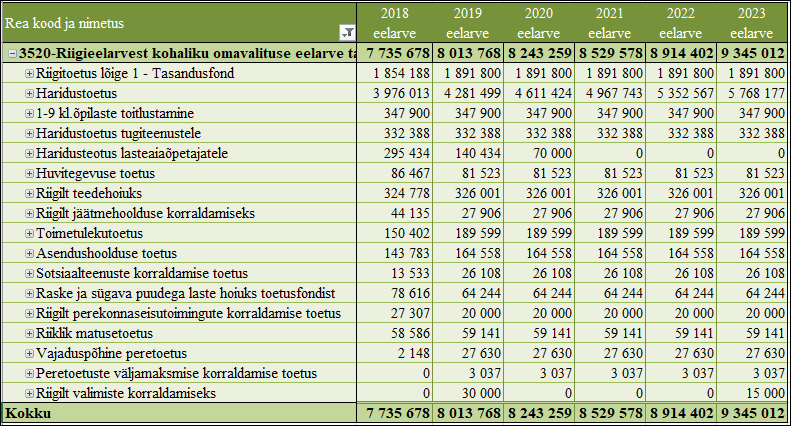 Rea kood ja nimetus 2018 eelarve 2019 eelarve 2020 eelarve 2021 eelarve 2022 eelarve 2023 eelarve
3520-Riigieelarvest kohaliku omavalituse eelarve ta 7 735 678 8 013 768 8 243 259 8 529 578 8 914 402 9 345 012
Riigitoetus lõige 1 - Tasandusfond 1 854 188 1 891 800 1 891 800 1 891 800 1 891 800 1 891 800
Haridustoetus 3 976 013 4 281 499 4 611 424 4 967 743 5 352 567 5 768 177
1-9 kl.õpilaste toitlustamine 347 900 347 900 347 900 347 900 347 900 347 900
Haridustoetus tugiteenustele 332 388 332 388 332 388 332 388 332 388 332 388
Haridusteotus lasteaiaõpetajatele 295 434 140 434 70 000 0 0 0
Huvitegevuse toetus 86 467 81 523 81 523 81 523 81 523 81 523
Riigilt teedehoiuks 324 778 326 001 326 001 326 001 326 001 326 001
Riigilt jäätmehoolduse korraldamiseks 44 135 27 906 27 906 27 906 27 906 27 906
Toimetulekutoetus 150 402 189 599 189 599 189 599 189 599 189 599
Asendushoolduse toetus 143 783 164 558 164 558 164 558 164 558 164 558
Sotsiaalteenuste korraldamise toetus 13 533 26 108 26 108 26 108 26 108 26 108
Raske ja sügava puudega laste hoiuks toetusfondist 78 616 64 244 64 244 64 244 64 244 64 244
Riigilt perekonnaseisutoimingute korraldamise toetus 27 307 20 000 20 000 20 000 20 000 20 000
Riiklik matusetoetus 58 586 59 141 59 141 59 141 59 141 59 141
Vajaduspõhine peretoetus 2 148 27 630 27 630 27 630 27 630 27 630
Peretoetuste väljamaksmise korraldamise toetus 0 3 037 3 037 3 037 3 037 3 037
Riigilt valimiste korraldamiseks 0 30 000 0 0 0 15 000
Kokku 7 735 678 8 013 768 8 243 259 8 529 578 8 914 402 9 345 012